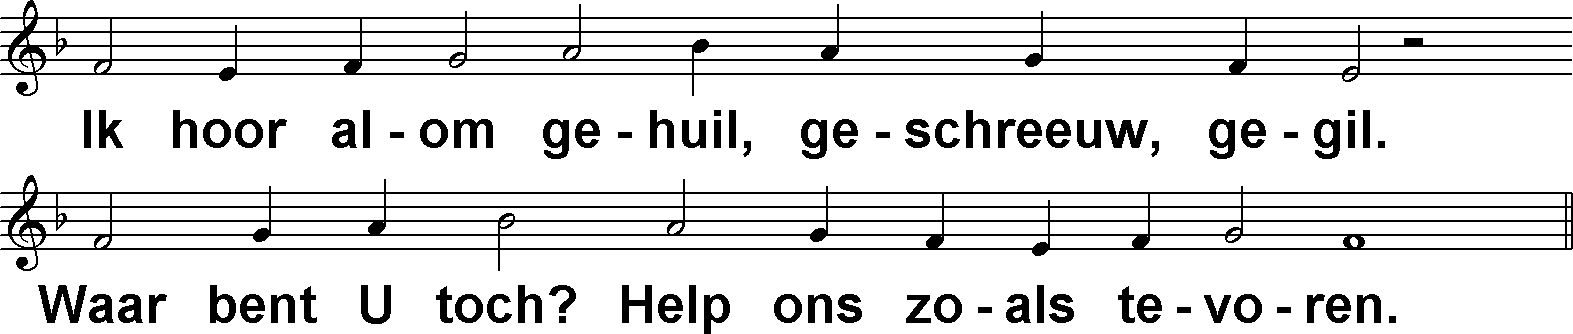 Ik hoor al - om ge - huil, ge - schreeuw, ge - gil.
Waar bent U toch? Help ons zo - als te - vo - ren.